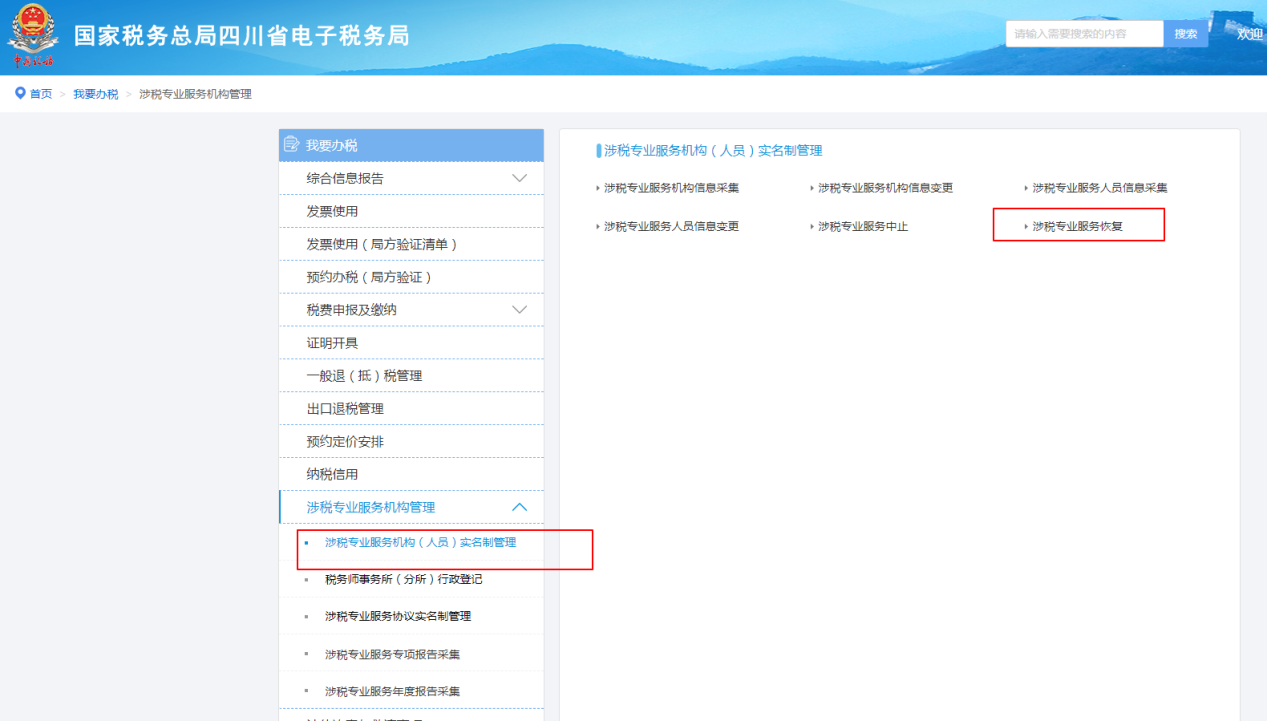 国家税务总局四川省电子税务局
请输入需要搜索的内容
搜索
欢迎
首页 > 我要办税 > 涉税专业服务机构管理
我要办税
综合信息报告
发票使用
发票使用（局方验证清单）
预约办税（局方验证）
税费申报及缴纳
证明开具
一般退（抵）税管理
出口退税管理
预约定价安排
纳税信用
涉税专业服务机构管理
涉税专业服务机构（人员）实名制管理
税务师事务所（分所）行政登记
涉税专业服务协议实名制管理
涉税专业服务专项报告采集
涉税专业服务年度报告采集
涉税专业服务机构（人员）实名制管理
涉税专业服务机构信息采集
涉税专业服务机构信息变更
涉税专业服务人员信息采集
涉税专业服务人员信息变更
涉税专业服务中止
涉税专业服务恢复